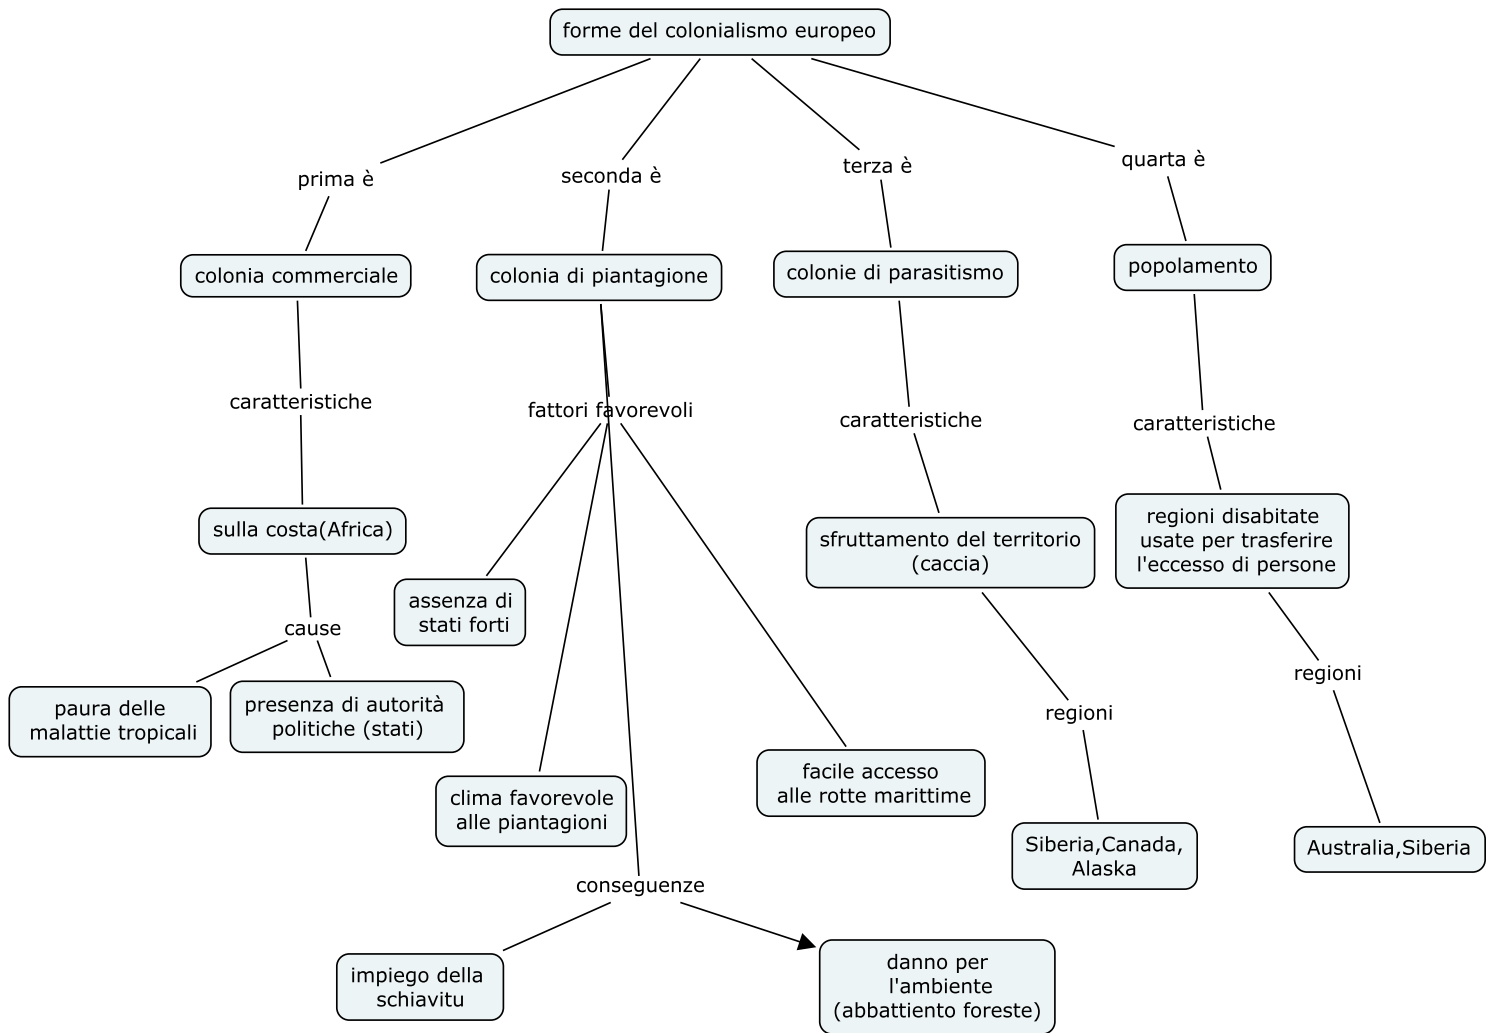 forme del colonialismo europeo
prima è
seconda è
terza è
quarta è
colonia commerciale
colonia di piantagione
colonie di parasitismo
popolamento
caratteristiche
fattori favorevoli
caratteristiche
caratteristiche
sulla costa(Africa)
sfruttamento del territorio
(caccia)
regioni disabitate
usate per trasferire
l'eccesso di persone
assenza di
stati forti
cause
regioni
regioni
paura delle
malattie tropicali
presenza di autorità
politiche (stati)
clima favorevole
alle piantagioni
facile accesso
alle rotte marittime
Siberia,Canada,
Alaska
Australia,Siberia
conseguenze
impiego della
schiavitu
danno per
l'ambiente
(abbattiento foreste)